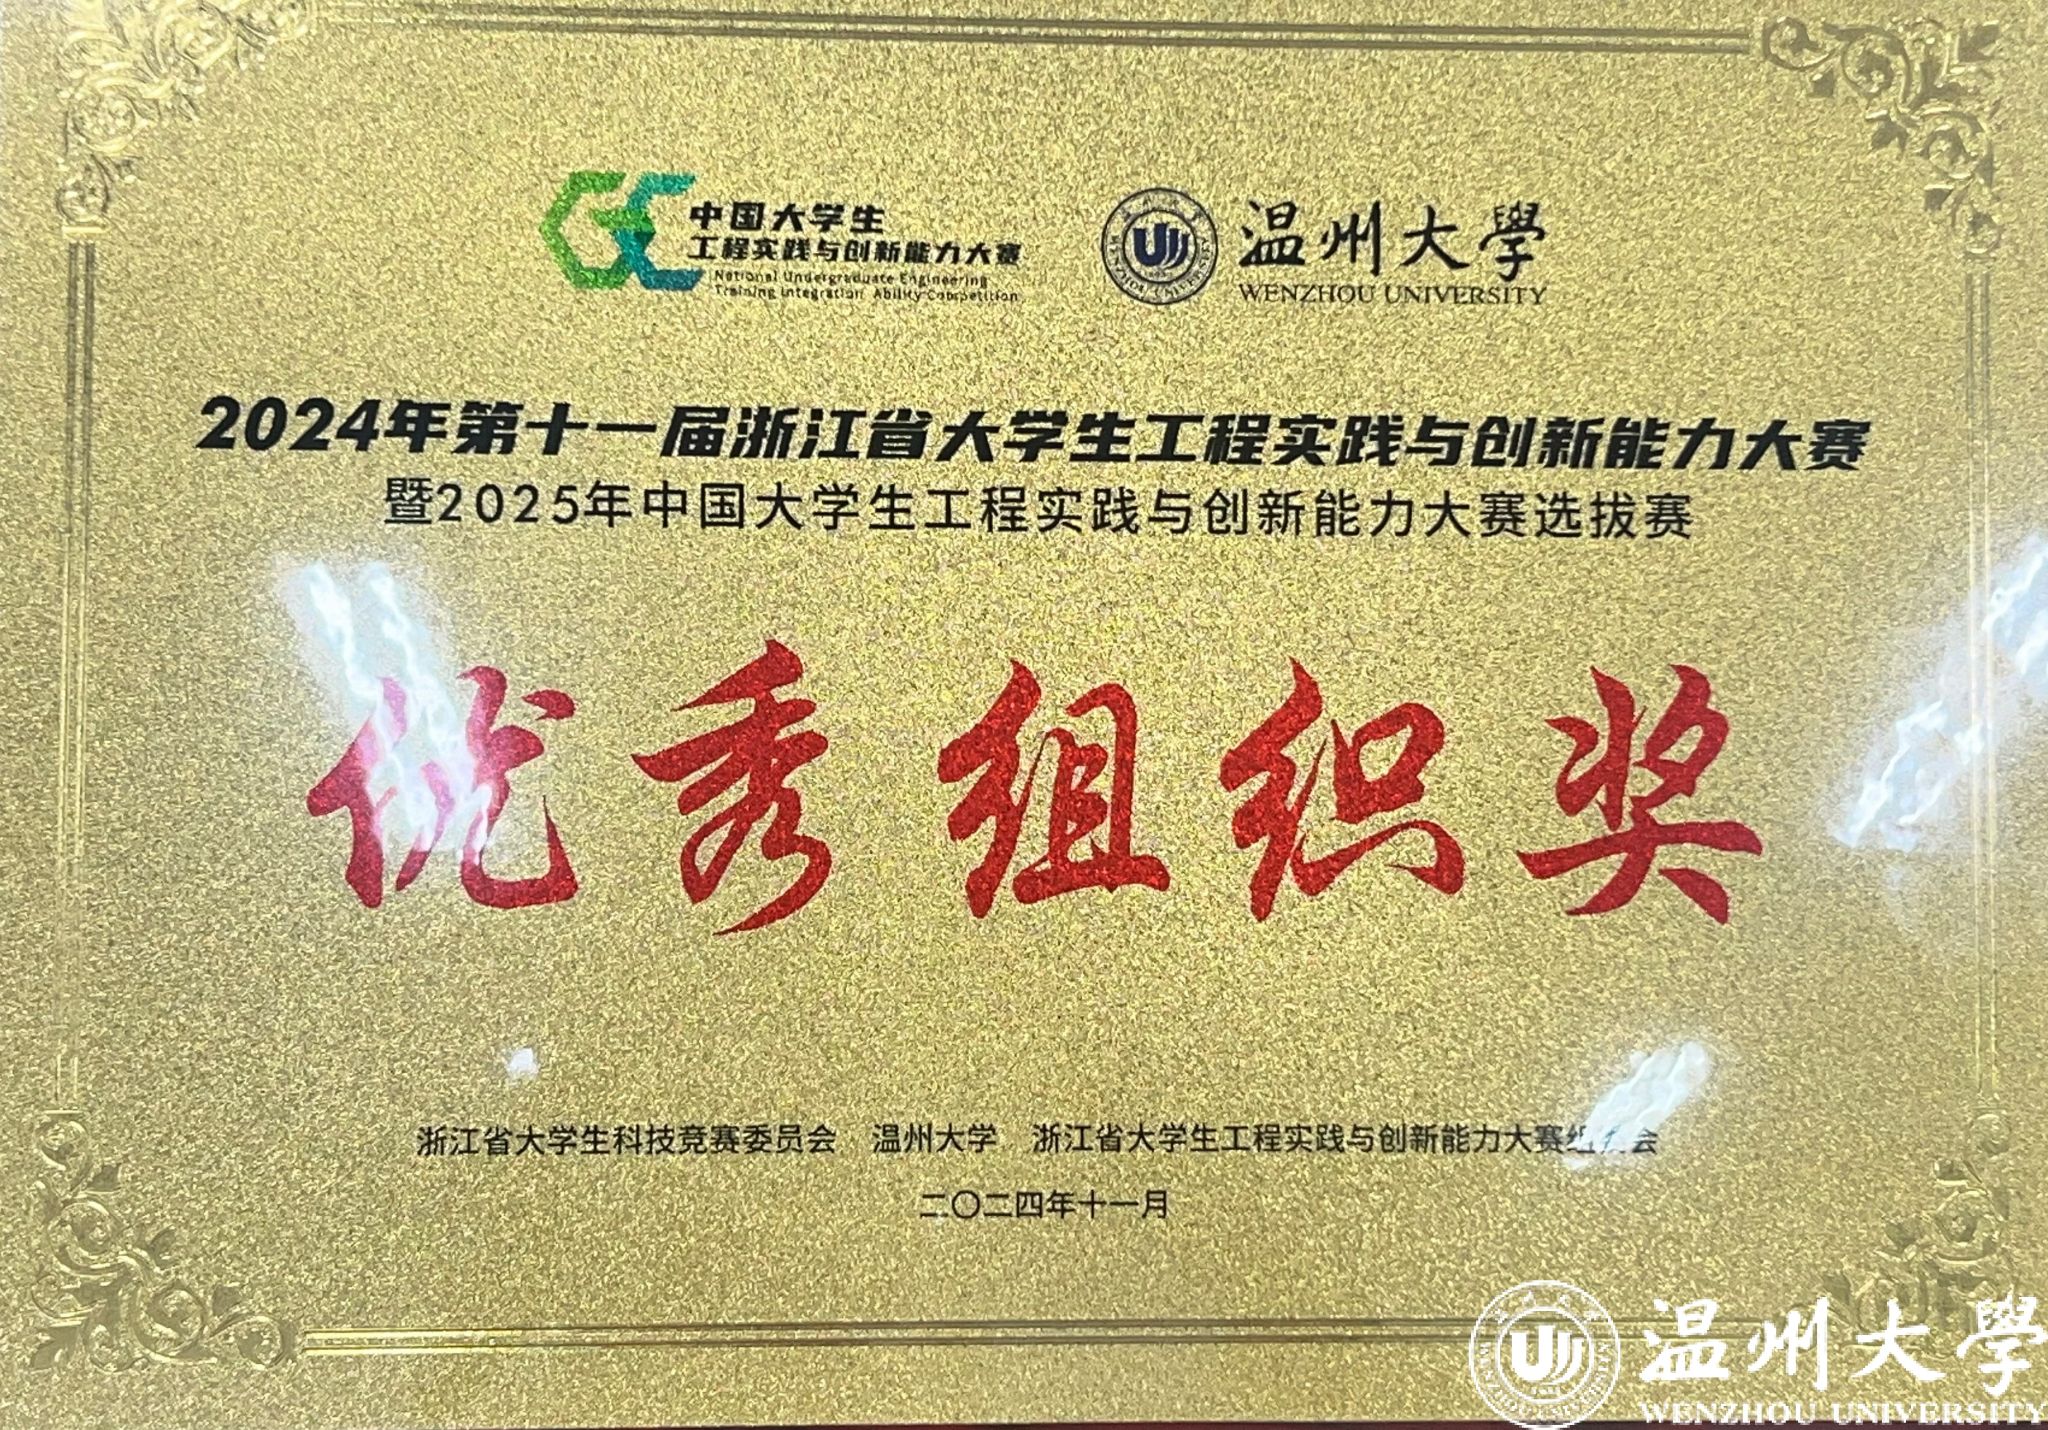 中国大学生
工程实践与创新能力大赛
National Undergraduate Engineering
Training Integration Ability Competition
温州大學
WENZHOU UNIVERSITY
2024年第十一届浙江省大学生工程实践与创新能力大赛
暨2025年中国大学生工程实践与创新能力大赛选拔赛
优秀组织奖
浙江省大学生科技竞赛委员会 温州大学 浙江省大学生工程实践与创新能力大赛组委会
二〇二四年十一月
温州大學
WENZHOU UNIVERSITY